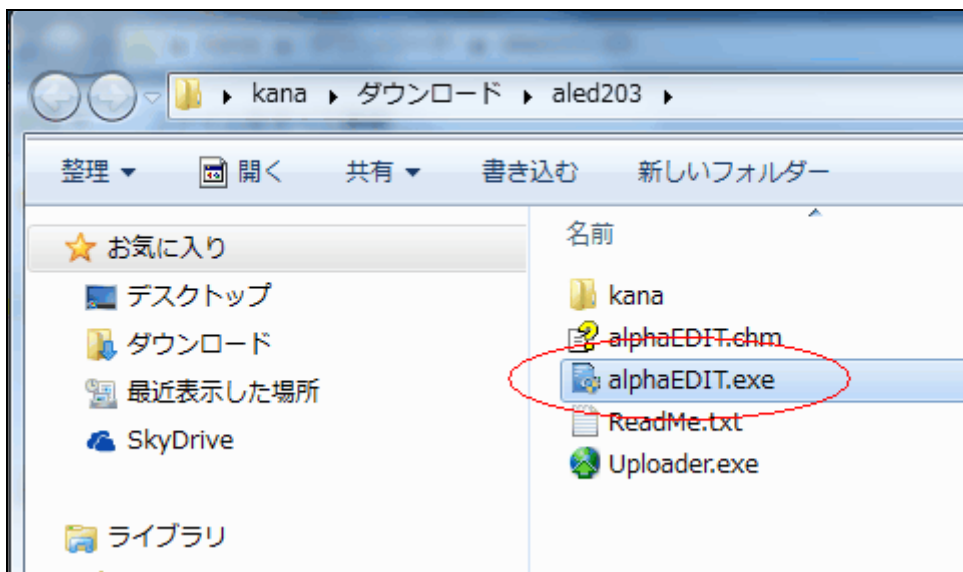 kana ダウンロード aled203
整理 開く 共有 書き込む 新しいフォルダー
お気に入り
デスクトップ
ダウンロード
最近表示した場所
SkyDrive
ライブラリ
名前
kana
alphaEDIT.chm
alphaEDIT.exe
ReadMe.txt
Uploader.exe